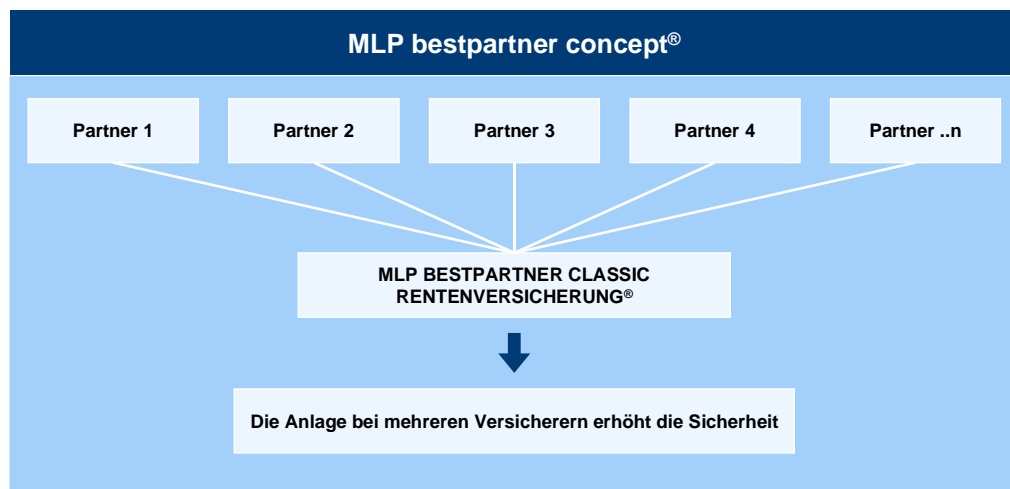 MLP bestpartner concept®
Partner 1
Partner 2
Partner 3
Partner 4
Partner ..n
MLP BESTPARTNER CLASSIC
RENTENVERSICHERUNG®
Die Anlage bei mehreren Versicherern erhöht die Sicherheit